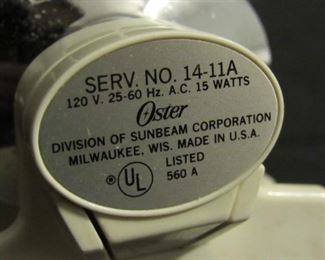 SERV. NO. 14-11A
120 V. 25-60 Hz. A.C. 15 WATTS
Oster
DIVISION OF SUNBEAM CORPORATION
MILWAUKEE, WIS. MADE IN U.S.A.
® UL LISTED
560 A